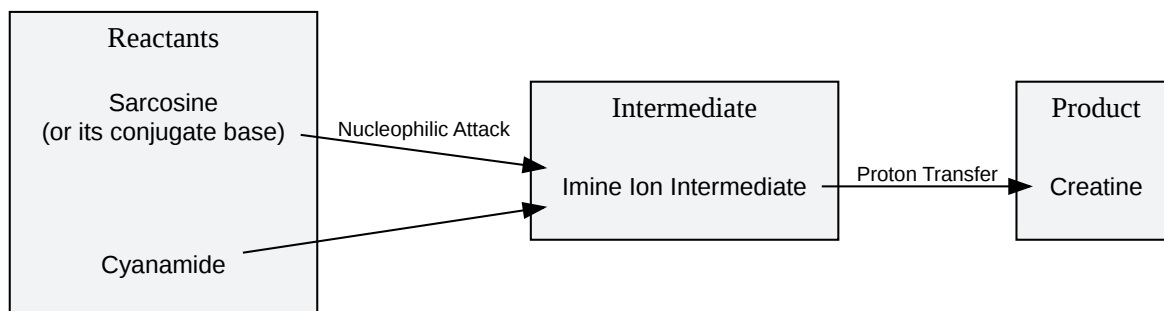 Reactants
Sarcosine
(or its conjugate base)
Cyanamide
Nucleophilic Attack
Intermediate
Imine Ion Intermediate
Proton Transfer
Product
Creatine